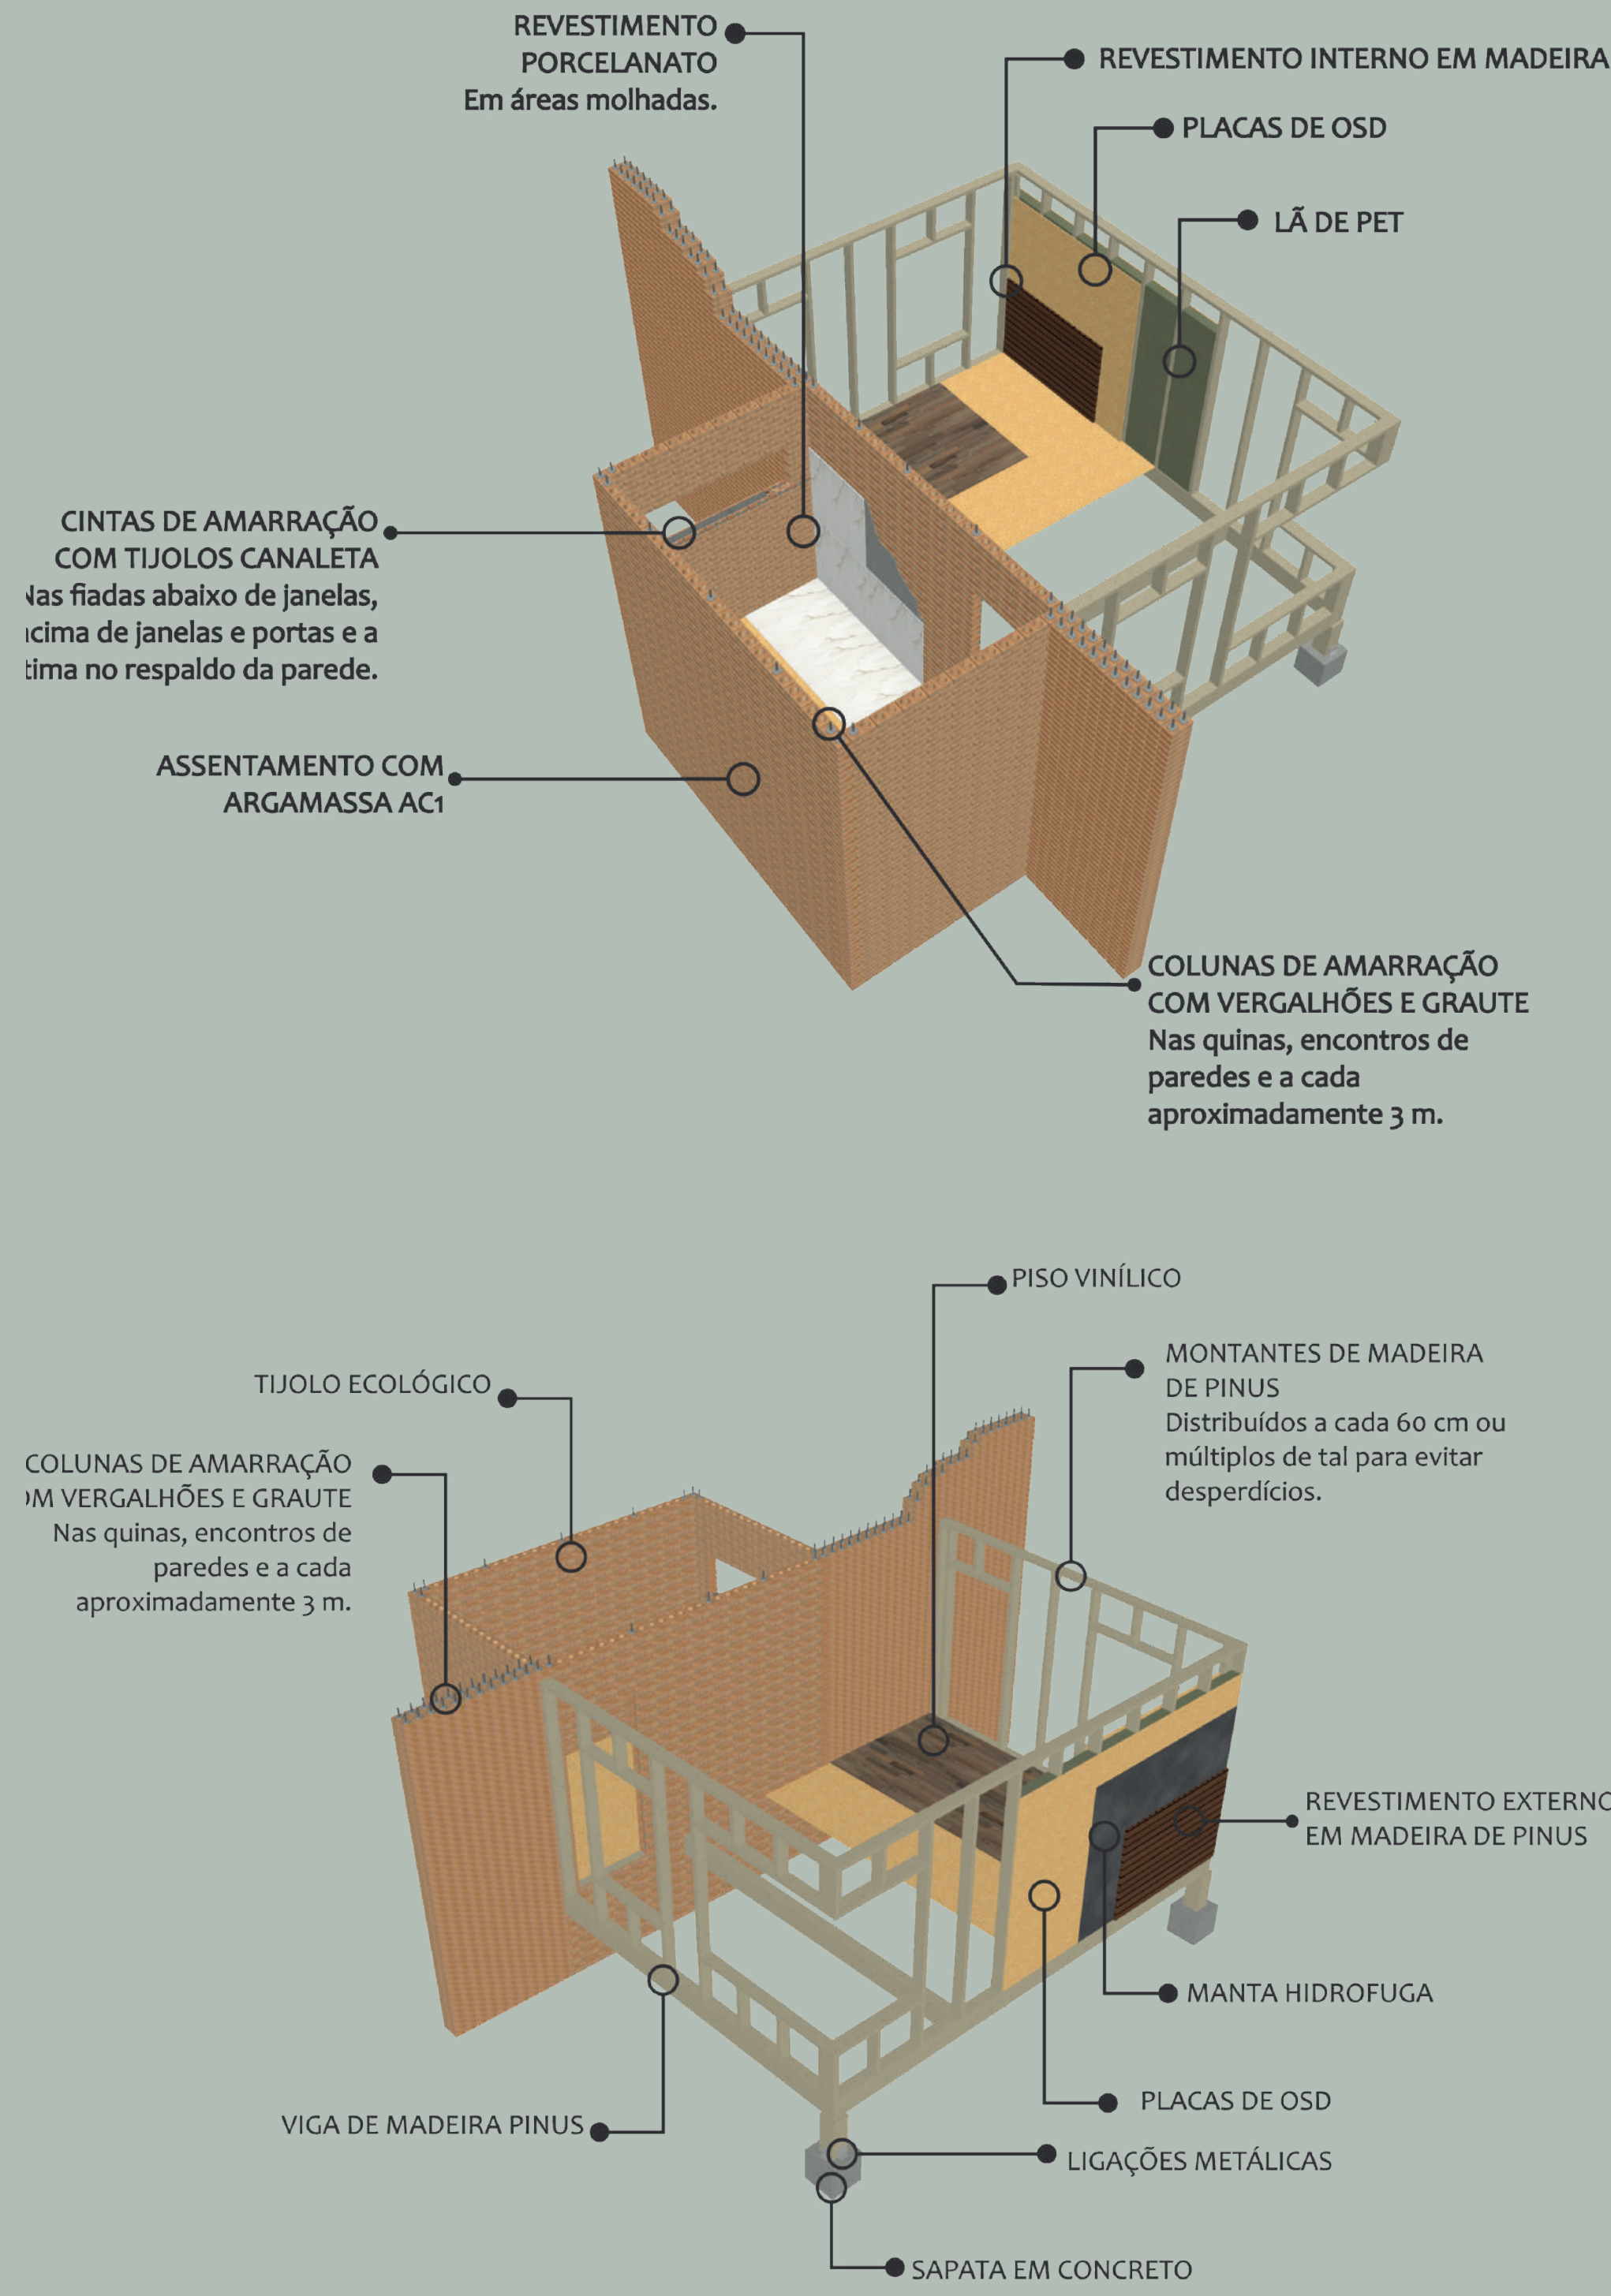 REVESTIMENTO
PORCELANATO
Em áreas molhadas.
REVESTIMENTO INTERNO EM MADEIRA
PLACAS DE OSD
LÃ DE PET
CINTAS DE AMARRAÇÃO
COM TIJOLOS CANALETA
fiadas abaixo de janelas,
de janelas e portas e a
no respaldo da parede.
ASSENTAMENTO COM
ARGAMASSA AC1
COLUNAS DE AMARRAÇÃO
COM VERGALHÕES E GRAUTE
Nas quinas, encontros de
paredes e a cada
aproximadamente 3 m.
PISO VINÍLICO
MONTANTES DE MADEIRA
DE PINUS
Distribuídos a cada 60 cm ou
múltiplos de tal para evitar
desperdícios.
TIJOLO ECOLÓGICO
COLUNAS DE AMARRAÇÃO
VERGALHÕES E GRAUTE
Nas quinas, encontros de
paredes e a cada
aproximadamente 3 m.
REVESTIMENTO EXTERNO
EM MADEIRA DE PINUS
MANTA HIDROFUGA
PLACAS DE OSD
VIGA DE MADEIRA PINUS
LIGAÇÕES METÁLICAS
SAPATA EM CONCRETO